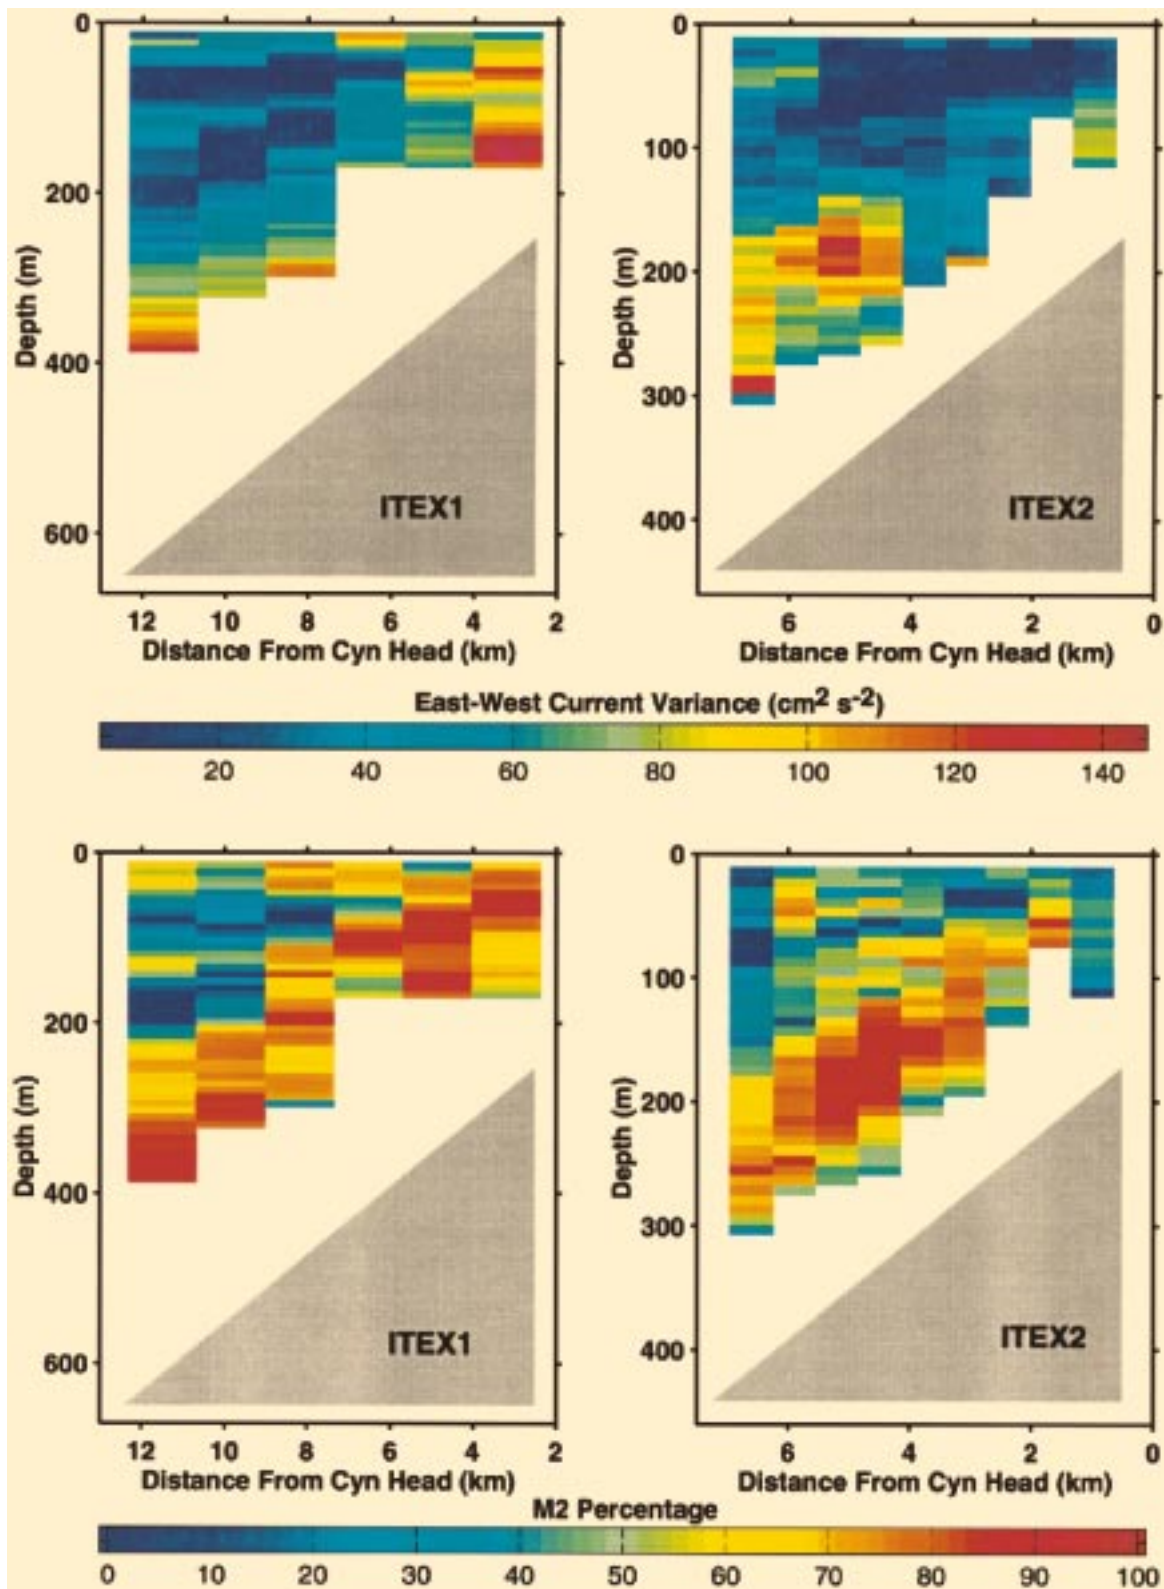 0
200
400
600
Depth (m)
ITEX1
12 10 8 6 4 2
Distance From Cyn Head (km)
0
100
200
300
400
Depth (m)
ITEX2
6 4 2 0
Distance From Cyn Head (km)
East-West Current Variance (cm² s⁻²)
20 40 60 80 100 120 140
0
200
400
600
Depth (m)
ITEX1
12 10 8 6 4 2
Distance From Cyn Head (km)
0
100
200
300
400
Depth (m)
ITEX2
6 4 2 0
Distance From Cyn Head (km)
M2 Percentage
0 10 20 30 40 50 60 70 80 90 100